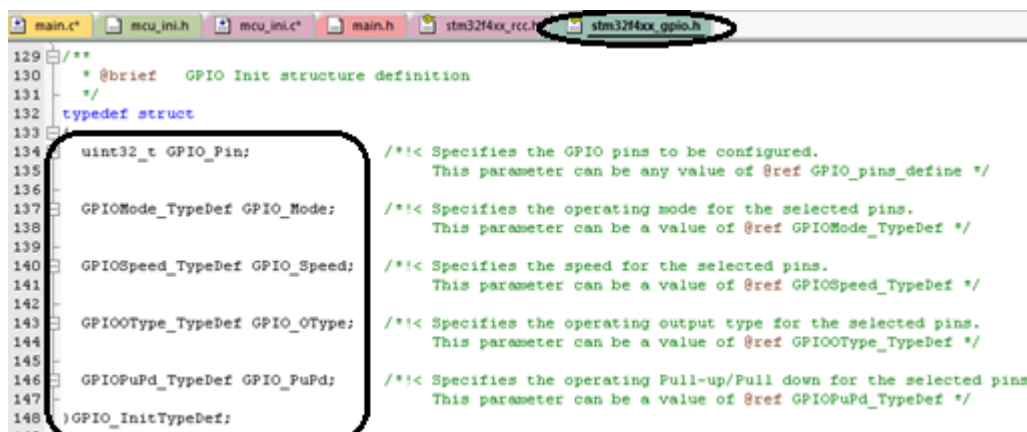 main.c* mcu_ini.h mcu_ini.c* main.h stm32f4xx_rcc.h stm32f4xx_gpio.h
129 /**
130 * @brief GPIO Init structure definition
131 */
132 typedef struct
133
134 uint32_t GPIO_Pin; /*!< Specifies the GPIO pins to be configured.
135 This parameter can be any value of @ref GPIO_pins_define */
136
137 GPIOMode_TypeDef GPIO_Mode; /*!< Specifies the operating mode for the selected pins.
138 This parameter can be a value of @ref GPIOMode_TypeDef */
139
140 GPIOSpeed_TypeDef GPIO_Speed; /*!< Specifies the speed for the selected pins.
141 This parameter can be a value of @ref GPIOSpeed_TypeDef */
142
143 GPIOOType_TypeDef GPIO_OType; /*!< Specifies the operating output type for the selected pins.
144 This parameter can be a value of @ref GPIOOType_TypeDef */
145
146 GPIOPuPd_TypeDef GPIO_PuPd; /*!< Specifies the operating Pull-up/Pull down for the selected pins
147 This parameter can be a value of @ref GPIOPuPd_TypeDef */
148 }GPIO_InitTypeDef;